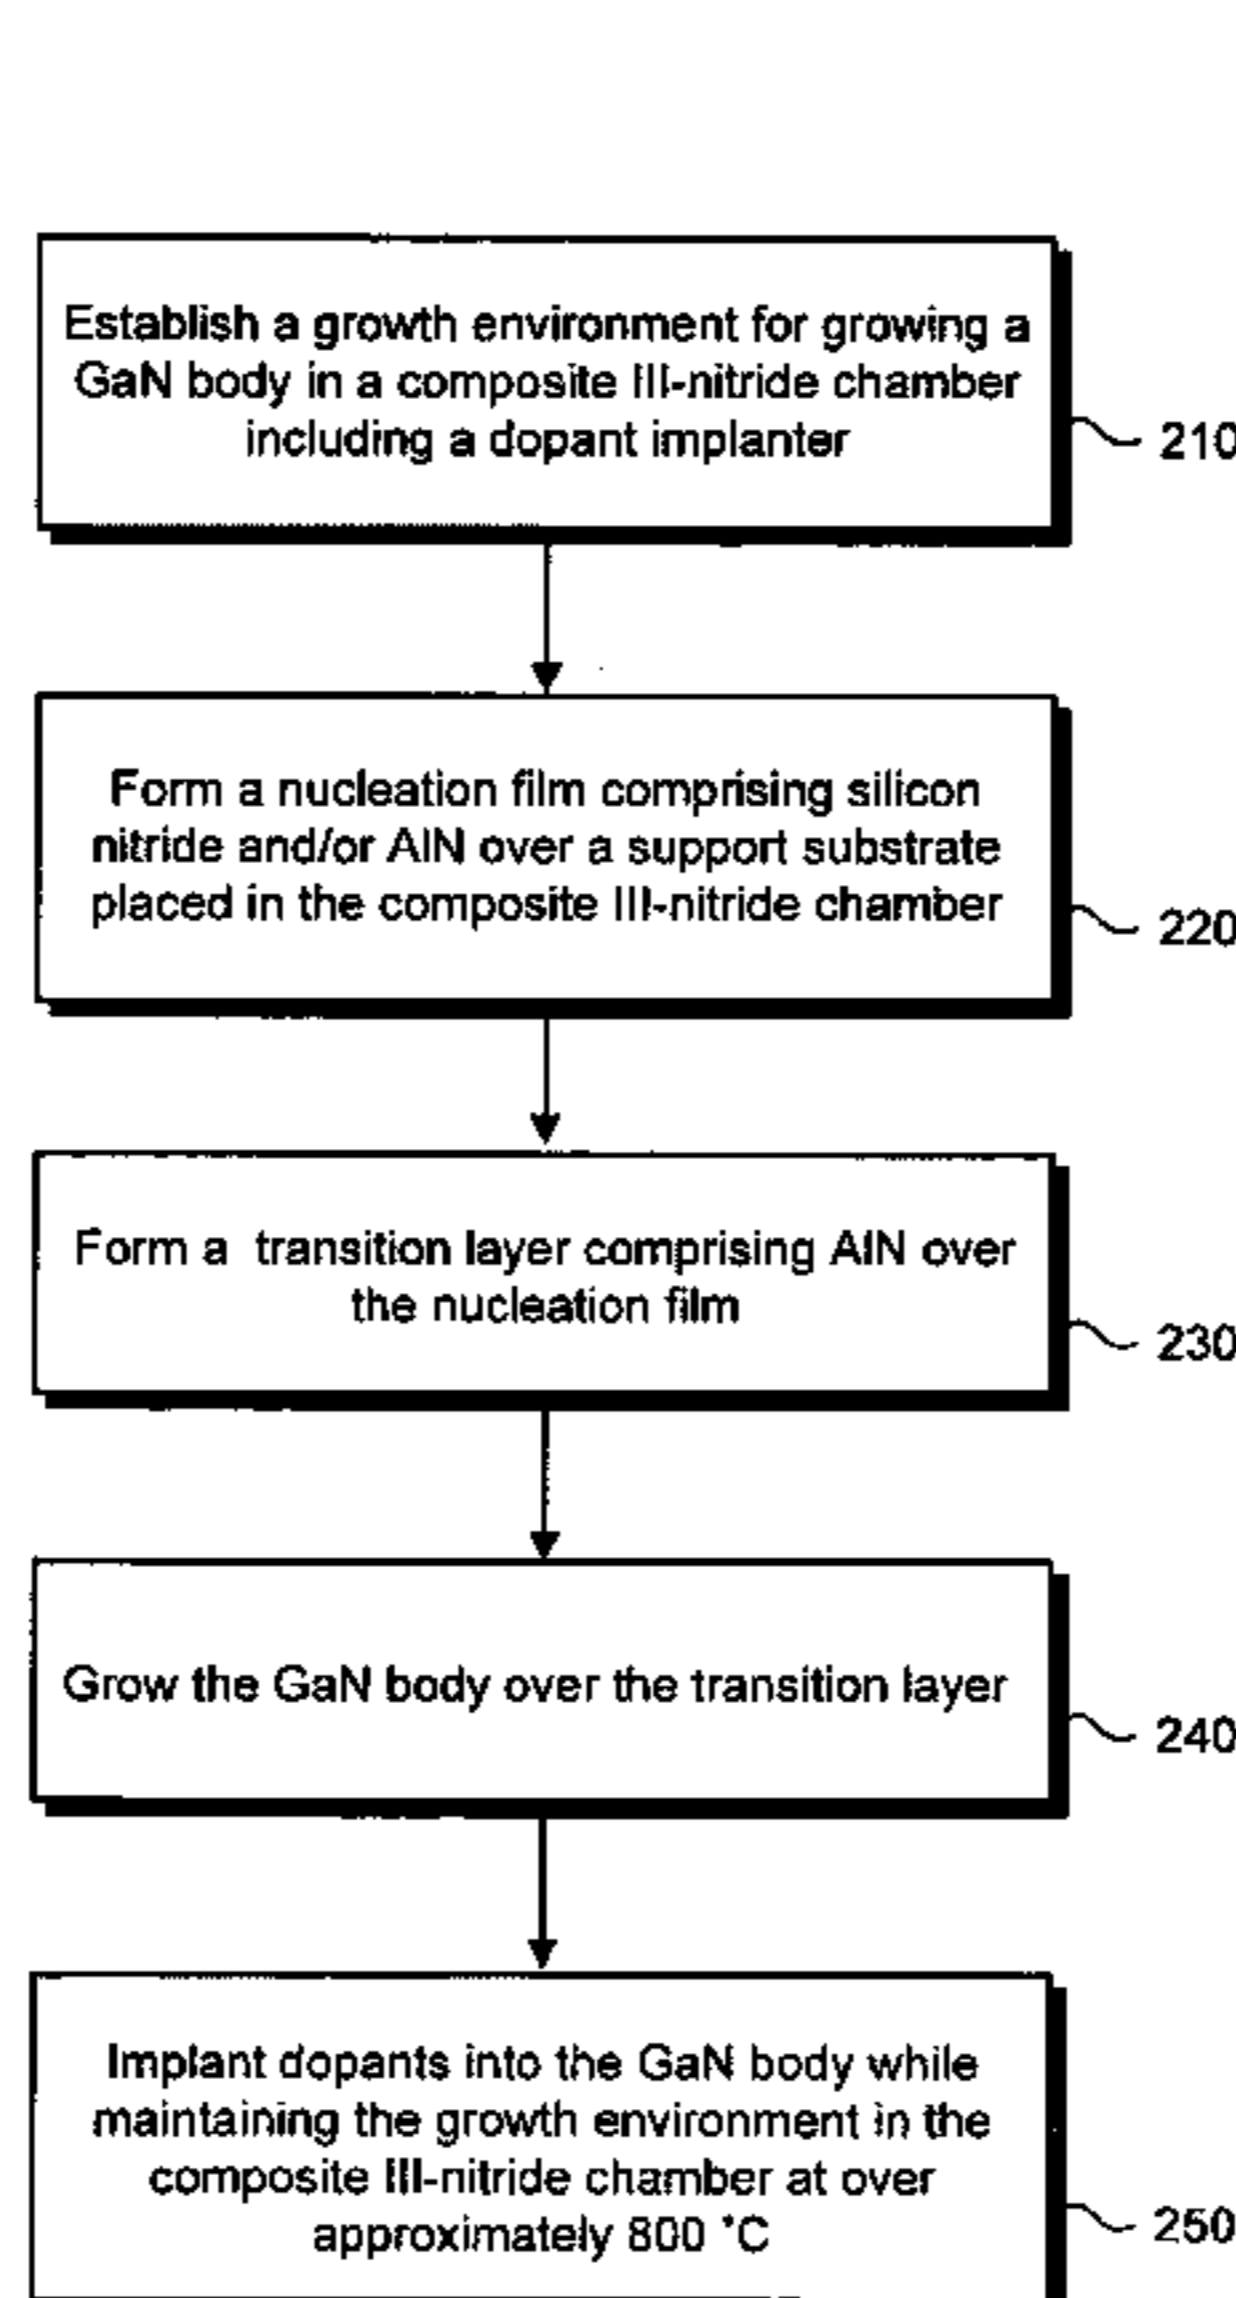 Establish a growth environment for growing a
GaN body in a composite III-nitride chamber
including a dopant implanter
210
Form a nucleation film comprising silicon
nitride and/or AlN over a support substrate
placed in the composite III-nitride chamber
220
Form a transition layer comprising AlN over
the nucleation film
230
Grow the GaN body over the transition layer
240
Implant dopants into the GaN body while
maintaining the growth environment in the
composite III-nitride chamber at over
approximately 800 °C
250